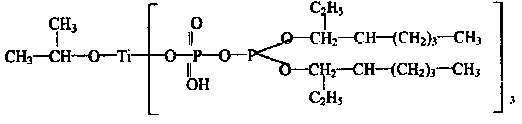 C₂H₅
CH₃ O O—CH₂—CH—(CH₂)₃—CH₃
CH₃—CH—O—Ti—[—O—P—O—P
OH O—CH₂—CH—(CH₂)₃—CH₃
C₂H₅ ]₃